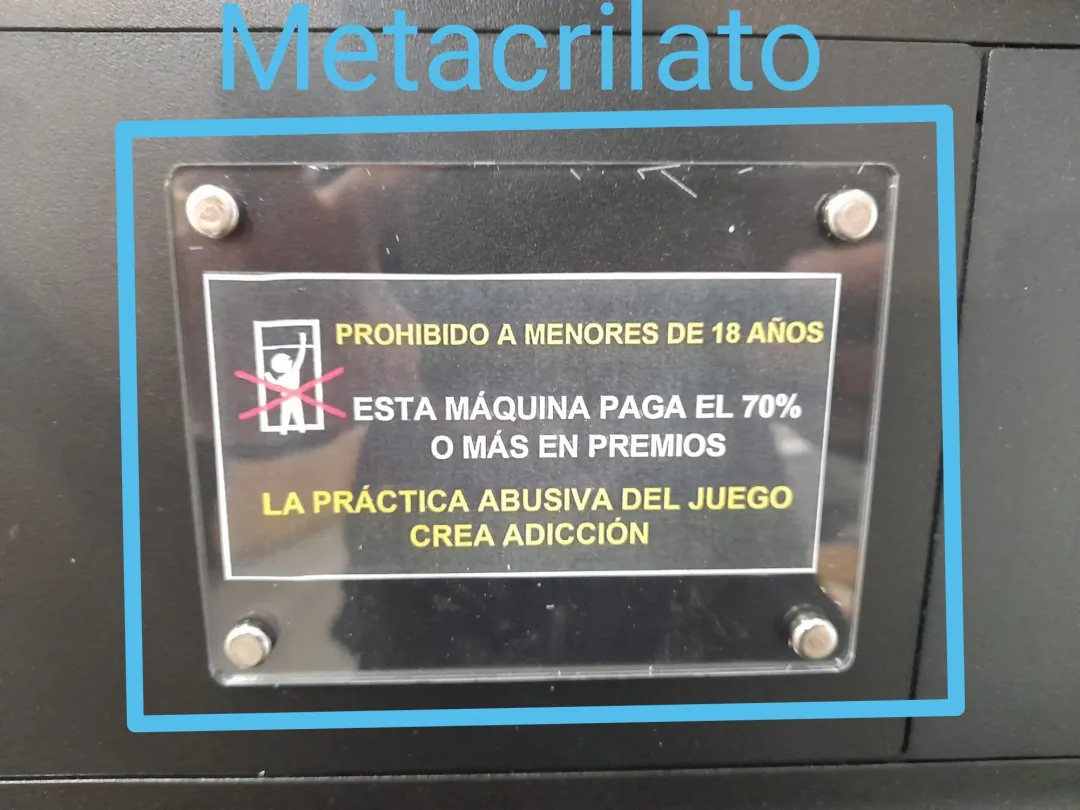 Metacrilato
PROHIBIDO A MENORES DE 18 AÑOS
ESTA MÁQUINA PAGA EL 70%
O MÁS EN PREMIOS
LA PRÁCTICA ABUSIVA DEL JUEGO
CREA ADICCIÓN